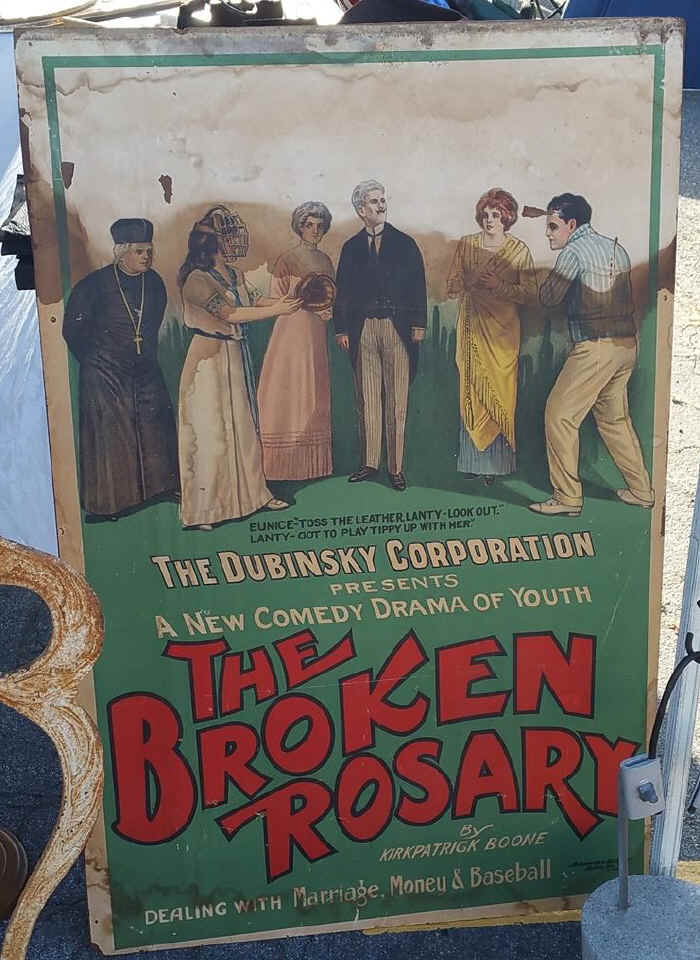 EUNICE-"TOSS THE LEATHER, LANTY-LOOK OUT."
LANTY-GOT TO PLAY TIPPY UP WITH HER"
THE DUBINSKY CORPORATION
PRESENTS
A NEW COMEDY DRAMA OF YOUTH
THE
BROKEN
ROSARY
BY
KIRKPATRICK BOONE
DEALING WITH Marriage, Money & Baseball